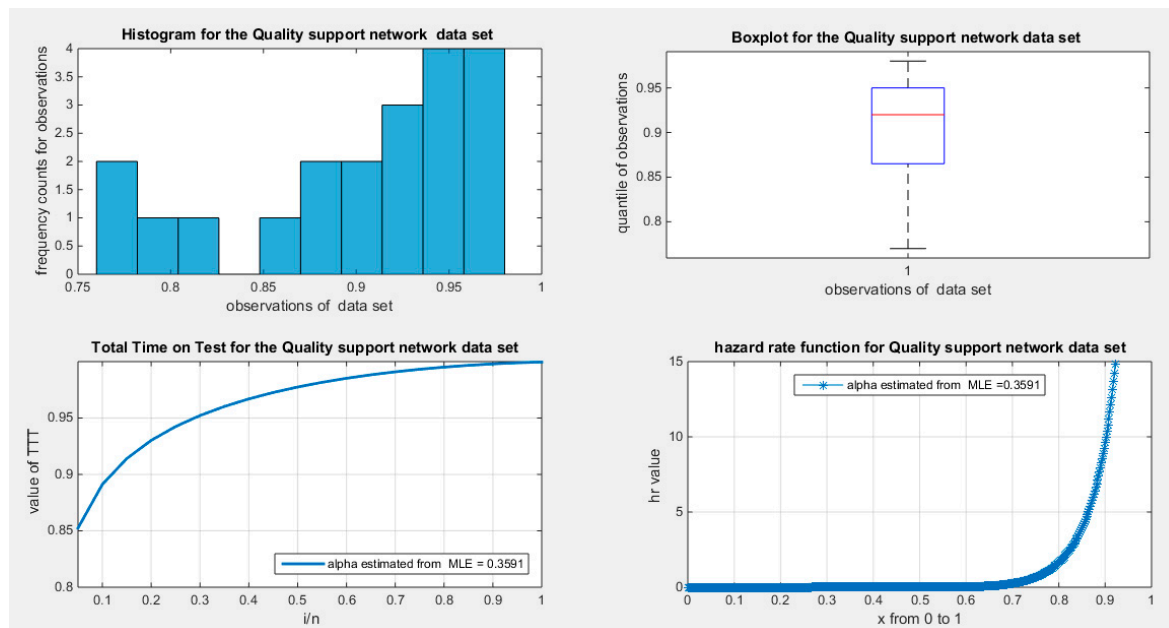 Histogram for the Quality support network data set
frequency counts for observations
4
3.5
3
2.5
2
1.5
1
0.5
0
0.75 0.8 0.85 0.9 0.95 1
observations of data set
Boxplot for the Quality support network data set
quantile of observations
0.95
0.9
0.85
0.8
1
observations of data set
Total Time on Test for the Quality support network data set
value of TTT
0.95
0.9
0.85
0.8
alpha estimated from MLE = 0.3591
0.1 0.2 0.3 0.4 0.5 0.6 0.7 0.8 0.9 1
i/n
hazard rate function for Quality support network data set
hr value
15
10
5
0
alpha estimated from MLE =0.3591
0 0.1 0.2 0.3 0.4 0.5 0.6 0.7 0.8 0.9 1
x from 0 to 1